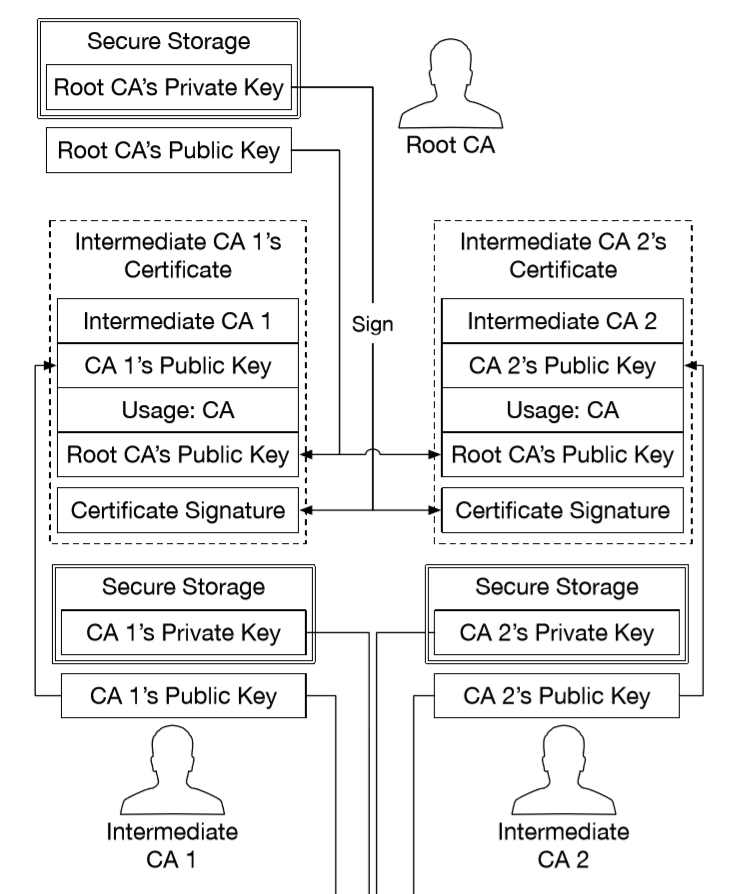 Secure Storage
Root CA's Private Key
Root CA's Public Key
Root CA
Intermediate CA 1's
Certificate
Intermediate CA 1
CA 1's Public Key
Usage: CA
Root CA's Public Key
Certificate Signature
Sign
Intermediate CA 2's
Certificate
Intermediate CA 2
CA 2's Public Key
Usage: CA
Root CA's Public Key
Certificate Signature
Secure Storage
CA 1's Private Key
CA 1's Public Key
Intermediate
CA 1
Secure Storage
CA 2's Private Key
CA 2's Public Key
Intermediate
CA 2